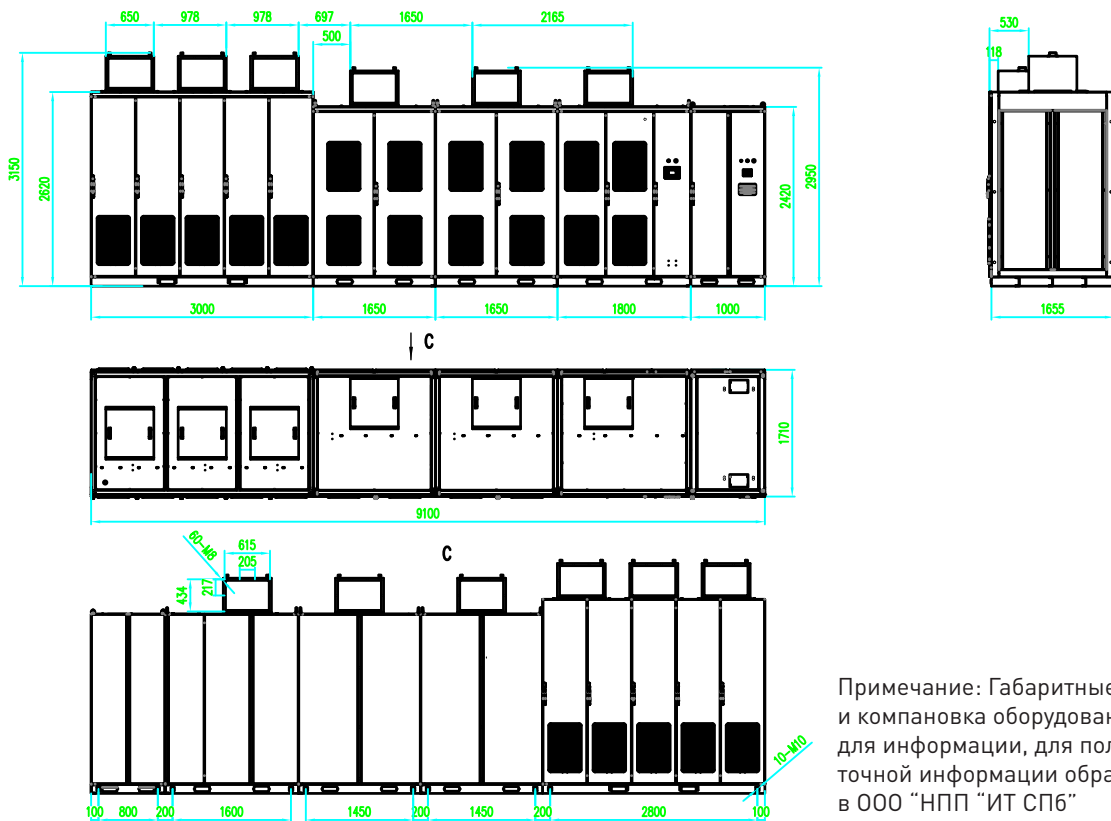 650 978 978 697 1650 2165
500
530
118
3150
2620
2420
2950
3000 1650 1650 1800 1000
1655
C
1710
9100
C
60-M8
615
205
217
434
10-M10
100 800 200 1600 200 1450 200 1450 200 2800 100
Примечание: Габаритные
и компановка оборудован
для информации, для пол
точной информации обра
в ООО “НПП “ИТ СПб”